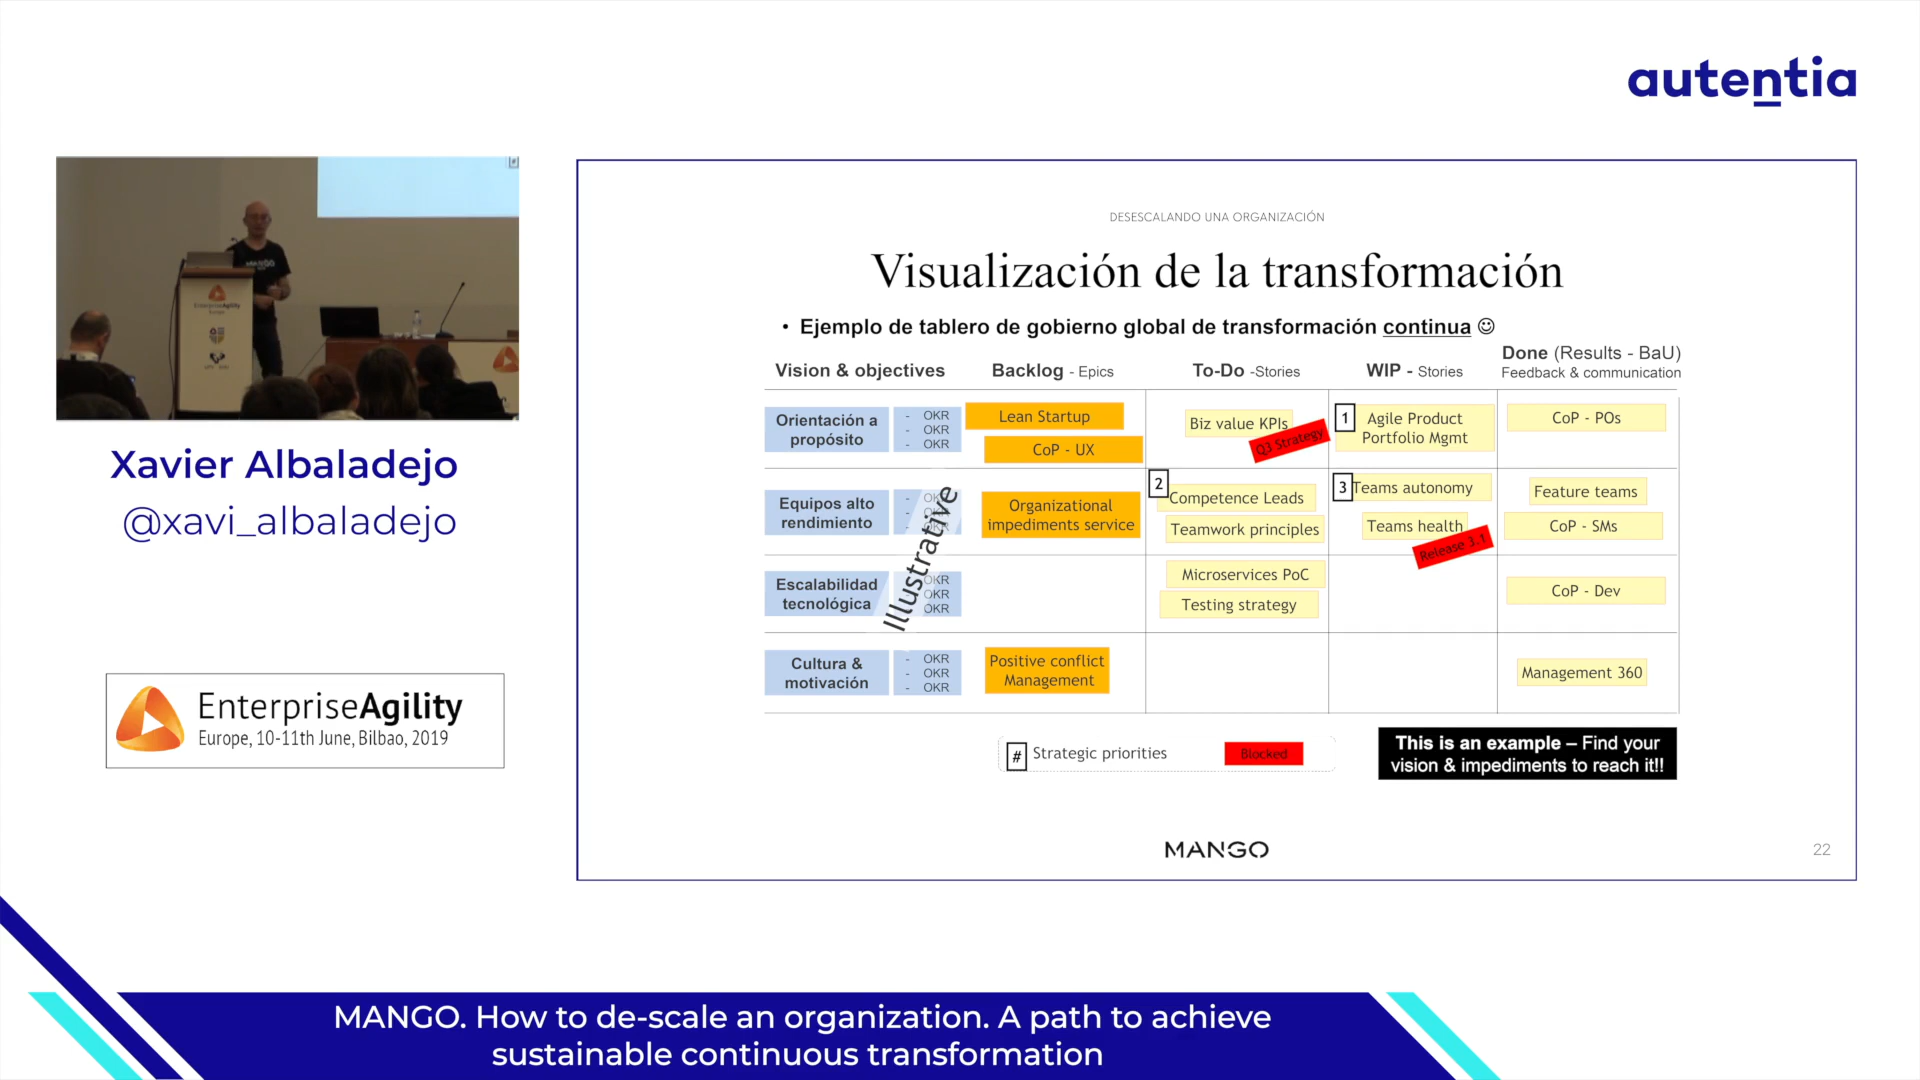 autentia
Xavier Albaladejo
@xavi_albaladejo
EnterpriseAgility
Europe, 10-11th June, Bilbao, 2019
DESESCALANDO UNA ORGANIZACIÓN
Visualización de la transformación
• Ejemplo de tablero de gobierno global de transformación continua ☺
Vision & objectives
Backlog - Epics
To-Do -Stories
WIP - Stories
Done (Results - BaU)
Feedback & communication
Orientación a
propósito
- OKR
- OKR
- OKR
Lean Startup
CoP - UX
Biz value KPIs
Q3 Strategy
1
Agile Product
Portfolio Mgmt
CoP - POs
Equipos alto
rendimiento
Illustrative
Organizational
impediments service
2
Competence Leads
Teamwork principles
3
Teams autonomy
Teams health
Release 3.1
Feature teams
CoP - SMs
Escalabilidad
tecnológica
OKR
OKR
OKR
Microservices PoC
Testing strategy
CoP - Dev
Cultura &
motivación
- OKR
- OKR
- OKR
Positive conflict
Management
Management 360
# Strategic priorities
Blocked
This is an example – Find your
vision & impediments to reach it!!
MANGO
22
MANGO. How to de-scale an organization. A path to achieve
sustainable continuous transformation